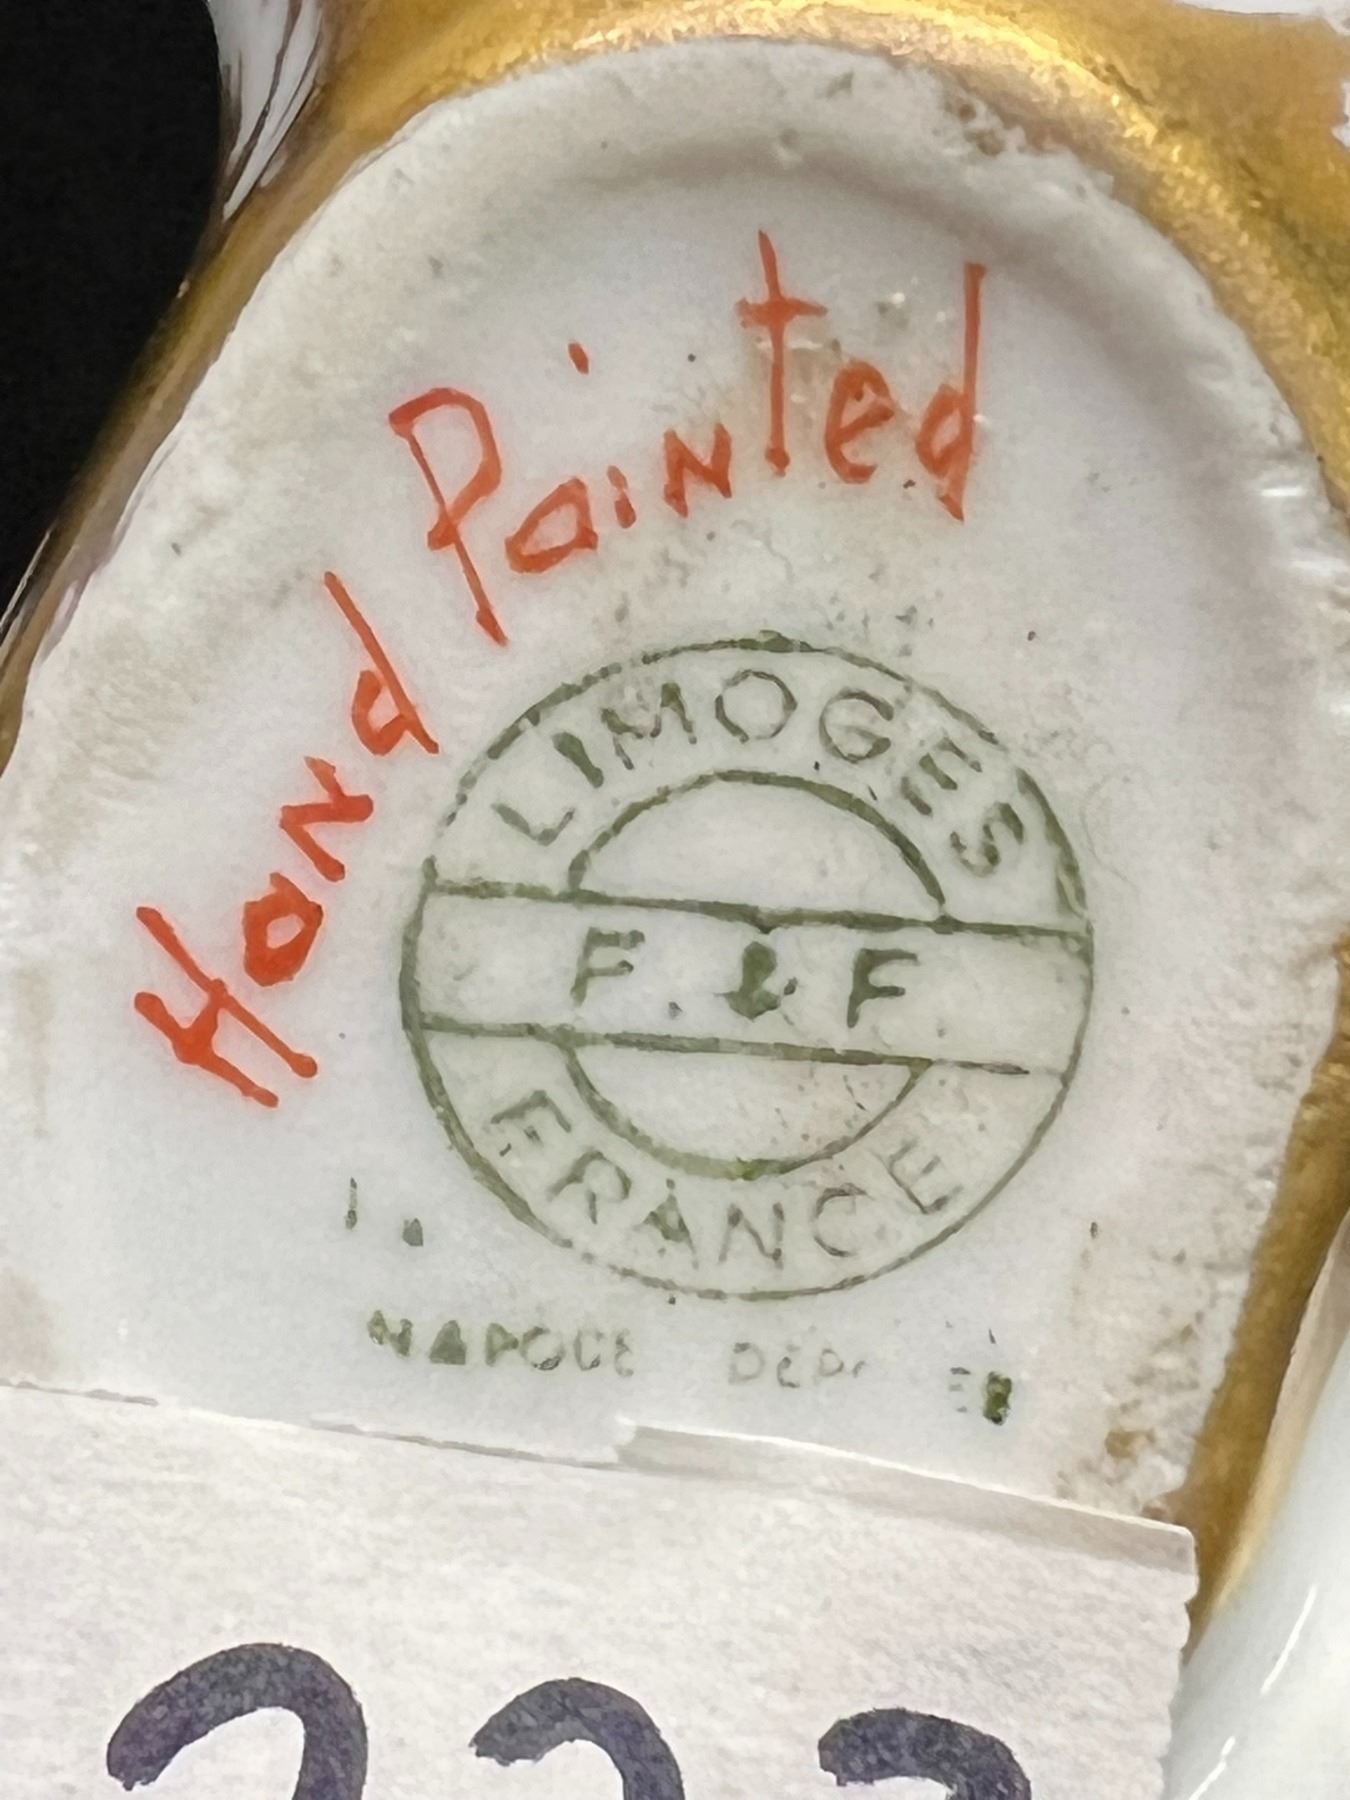 Hand Painted
LIMOGES
F. & F
FRANCE